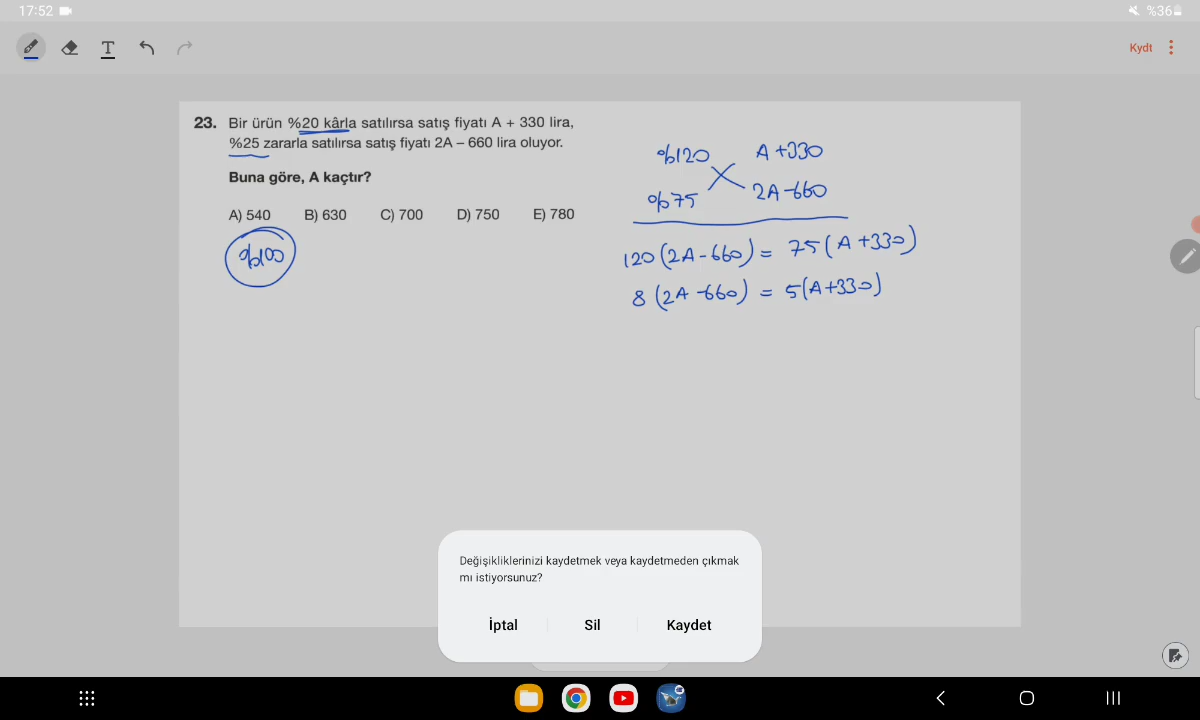 17:52
%36
Kydt
23. Bir ürün %20 kârla satılırsa satış fiyatı A + 330 lira,
%25 zararla satılırsa satış fiyatı 2A – 660 lira oluyor.
Buna göre, A kaçtır?
A) 540 B) 630 C) 700 D) 750 E) 780
%100
%120 A+330
%75 2A-660
120(2A-660) = 75(A+330)
8(2A-660) = 5(A+330)
Değişikliklerinizi kaydetmek veya kaydetmeden çıkmak
mı istiyorsunuz?
İptal Sil Kaydet